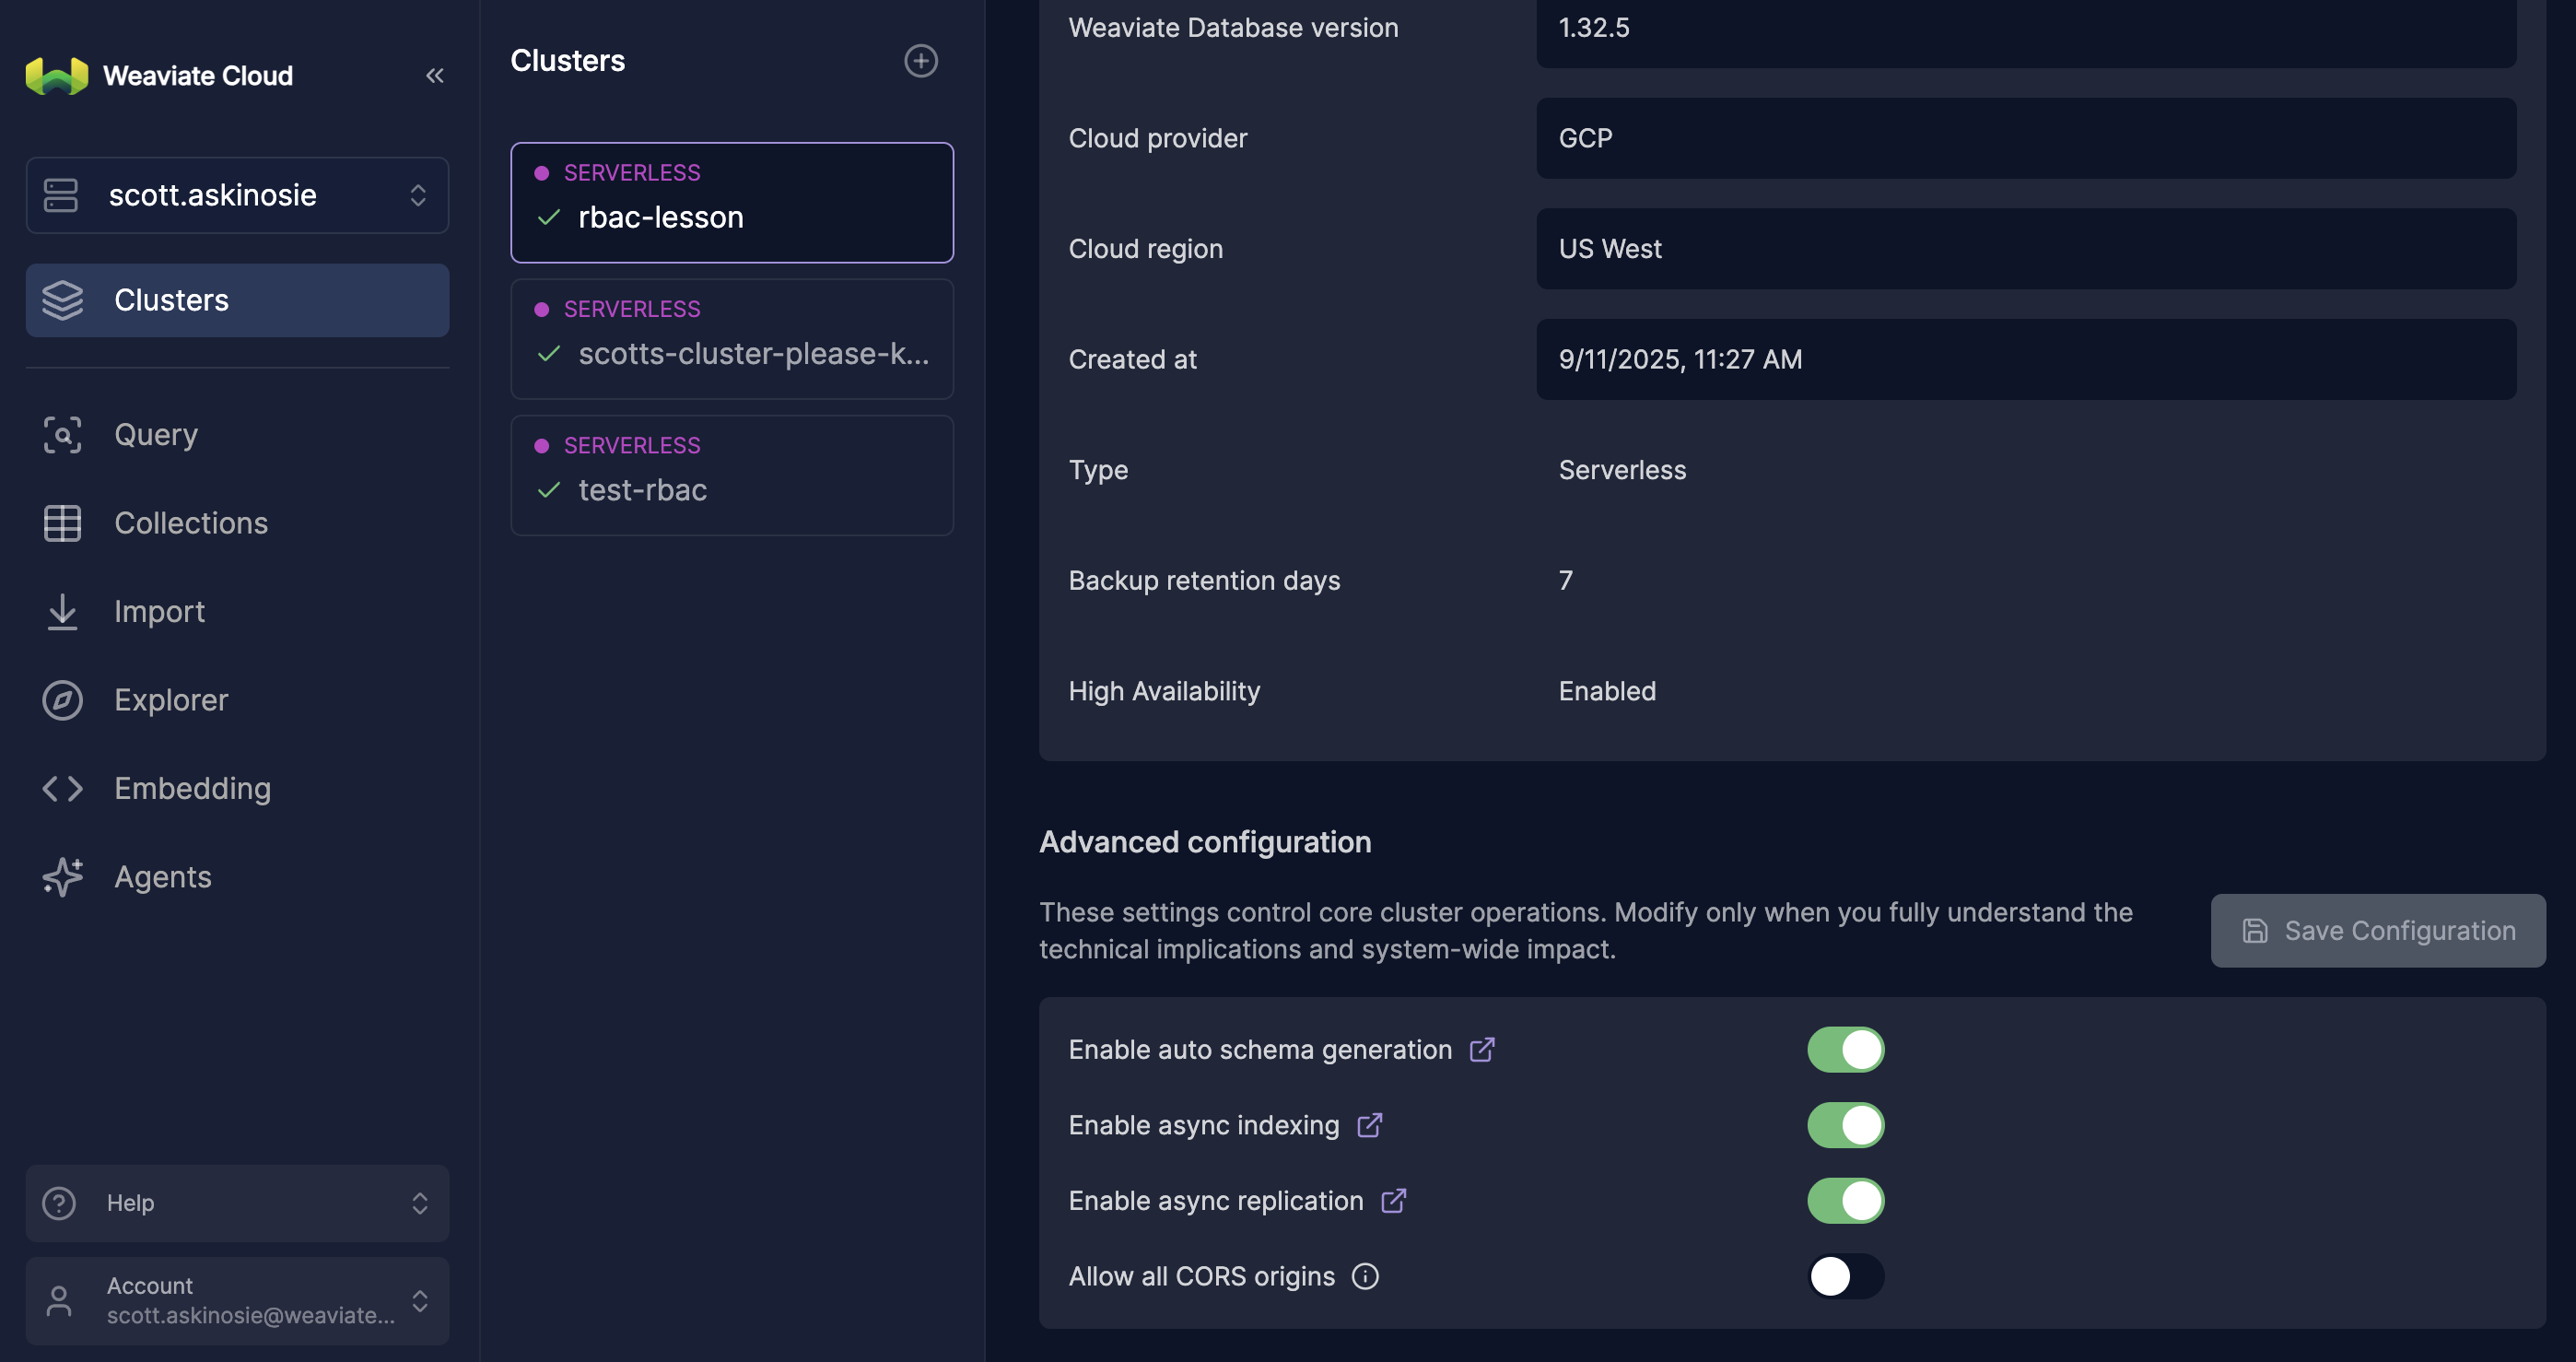 Weaviate Cloud
scott.askinosie
Clusters
Query
Collections
Import
Explorer
Embedding
Agents
Help
Account
scott.askinosie@weaviate...
Clusters
SERVERLESS
rbac-lesson
SERVERLESS
scotts-cluster-please-k...
SERVERLESS
test-rbac
Weaviate Database version 1.32.5
Cloud provider GCP
Cloud region US West
Created at 9/11/2025, 11:27 AM
Type Serverless
Backup retention days 7
High Availability Enabled
Advanced configuration
These settings control core cluster operations. Modify only when you fully understand the
technical implications and system-wide impact.
Save Configuration
Enable auto schema generation
Enable async indexing
Enable async replication
Allow all CORS origins